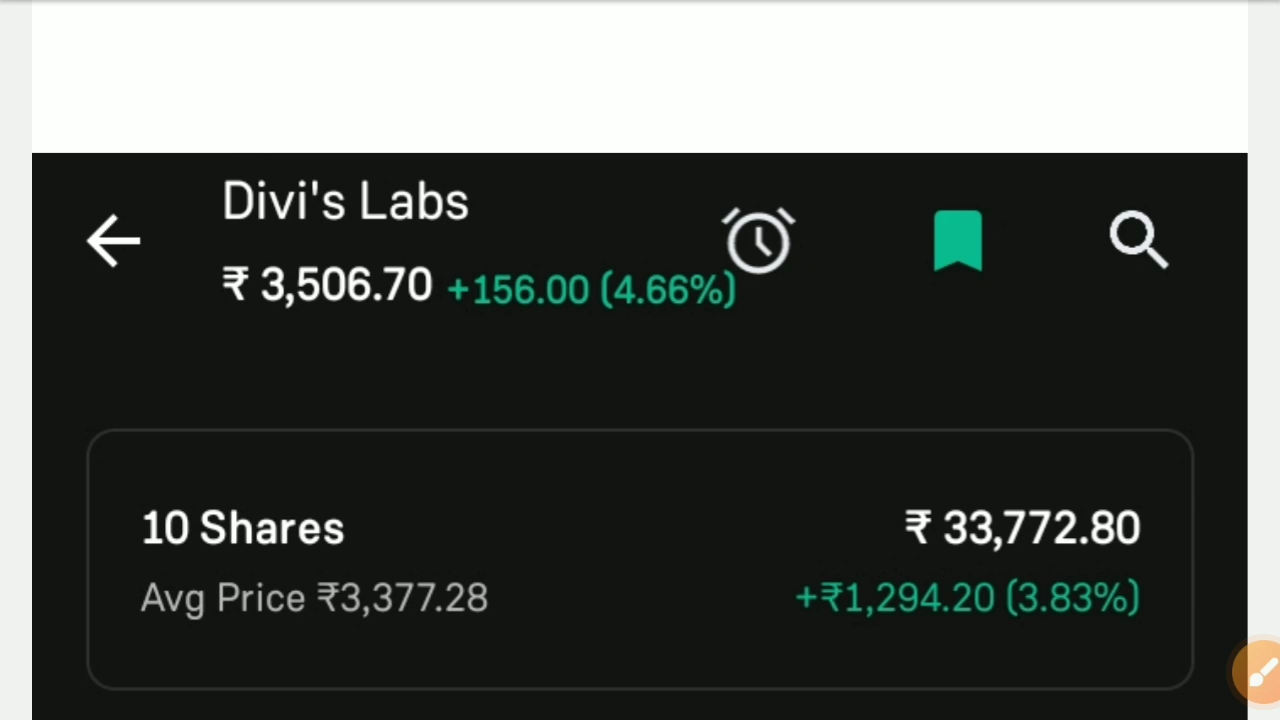 Divi's Labs
₹ 3,506.70 +156.00 (4.66%)
10 Shares
₹ 33,772.80
Avg Price ₹3,377.28
+₹1,294.20 (3.83%)